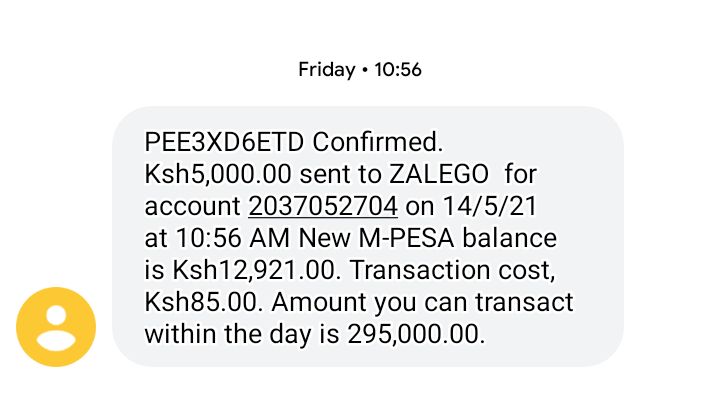 Friday • 10:56
PEE3XD6ETD Confirmed.
Ksh5,000.00 sent to ZALEGO  for
account 2037052704 on 14/5/21
at 10:56 AM New M-PESA balance
is Ksh12,921.00. Transaction cost,
Ksh85.00. Amount you can transact
within the day is 295,000.00.